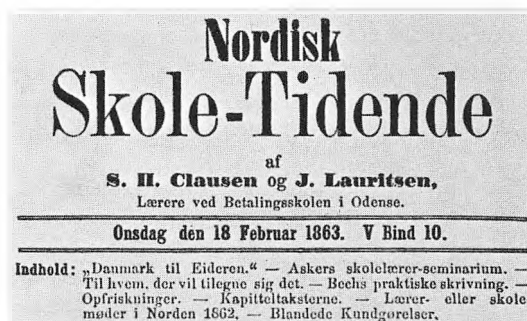 Nordisk
Skole-Tidende
af
S. H. Clausen og J. Lauritsen,
Lærere ved Betalingsskolen i Odense.
Onsdag den 18 Februar 1863. V Bind 10.
Indhold: „Danmark til Eideren.“ — Askers skolelærer-seminarium. —
Til hvem, der vil tilegne sig det. — Bechs praktiske skrivning. —
Opfriskninger. — Kapitteltaksterne. — Lærer- eller skole
møder i Norden 1862. — Blandede Kundgørelser.